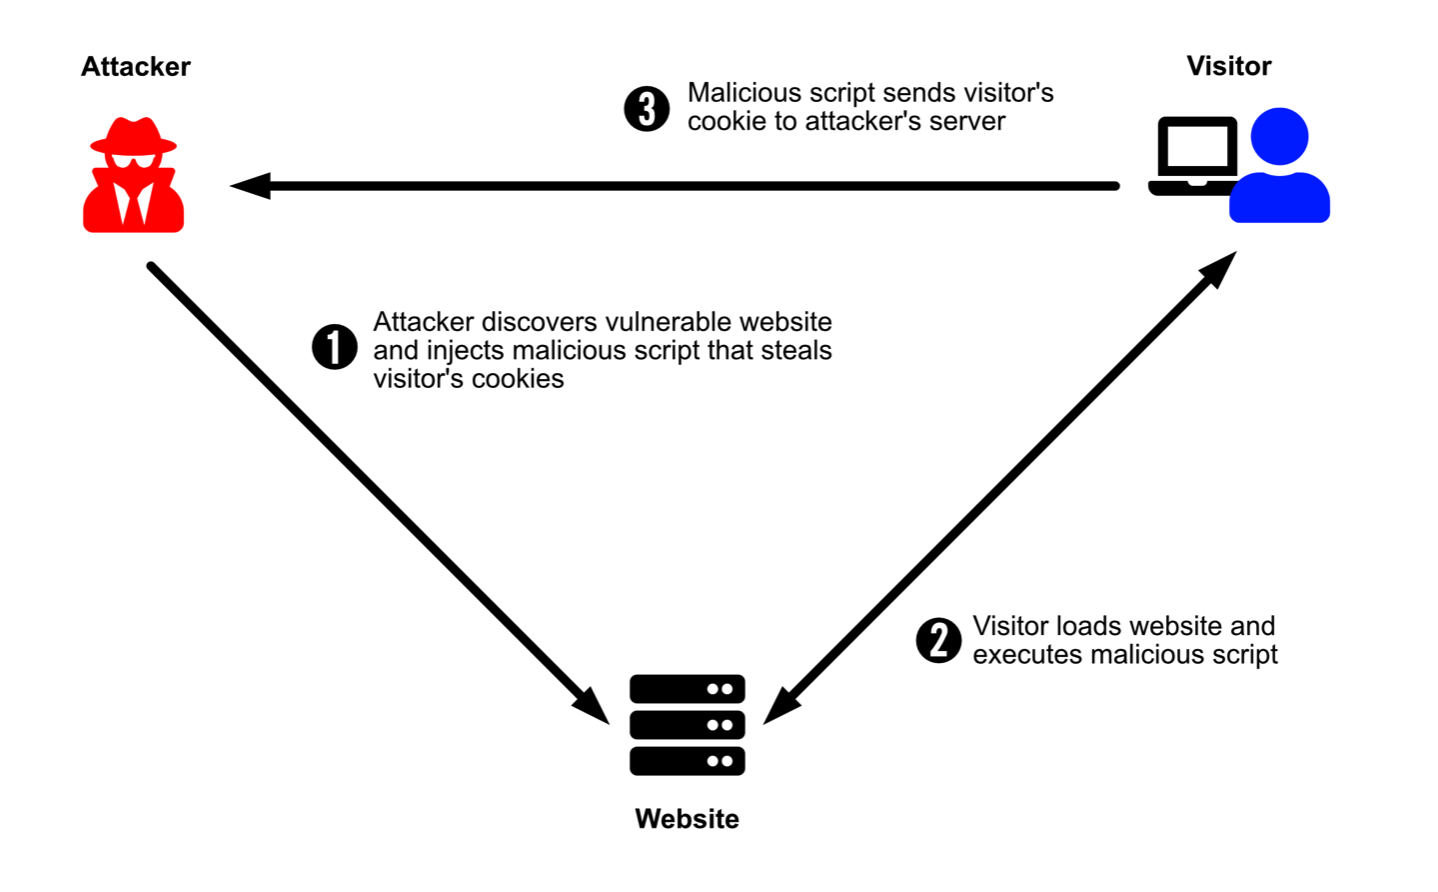 Attacker
Visitor
3
Malicious script sends visitor's
cookie to attacker's server
1
Attacker discovers vulnerable website
and injects malicious script that steals
visitor's cookies
2
Visitor loads website and
executes malicious script
Website